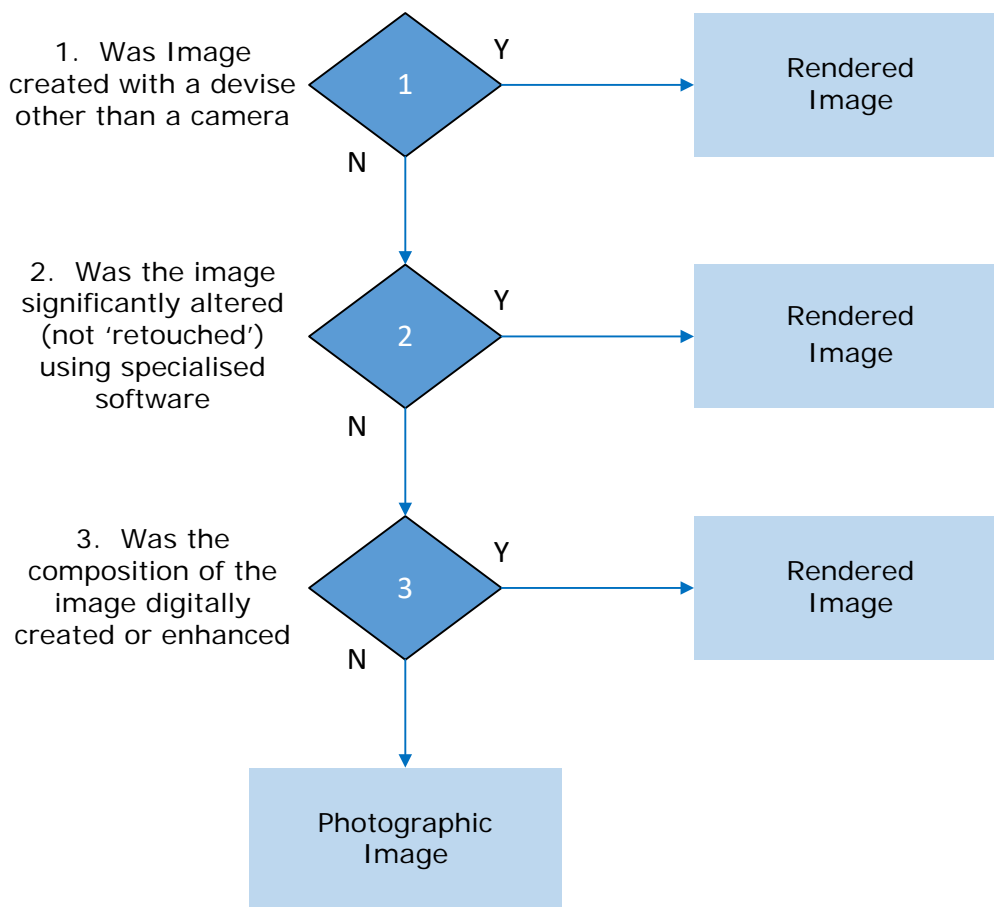 1. Was Image
created with a devise
other than a camera
1
Y
Rendered
Image
N
2. Was the image
significantly altered
(not ‘retouched’)
using specialised
software
2
Y
Rendered
Image
N
3. Was the
composition of the
image digitally
created or enhanced
3
Y
Rendered
Image
N
Photographic
Image